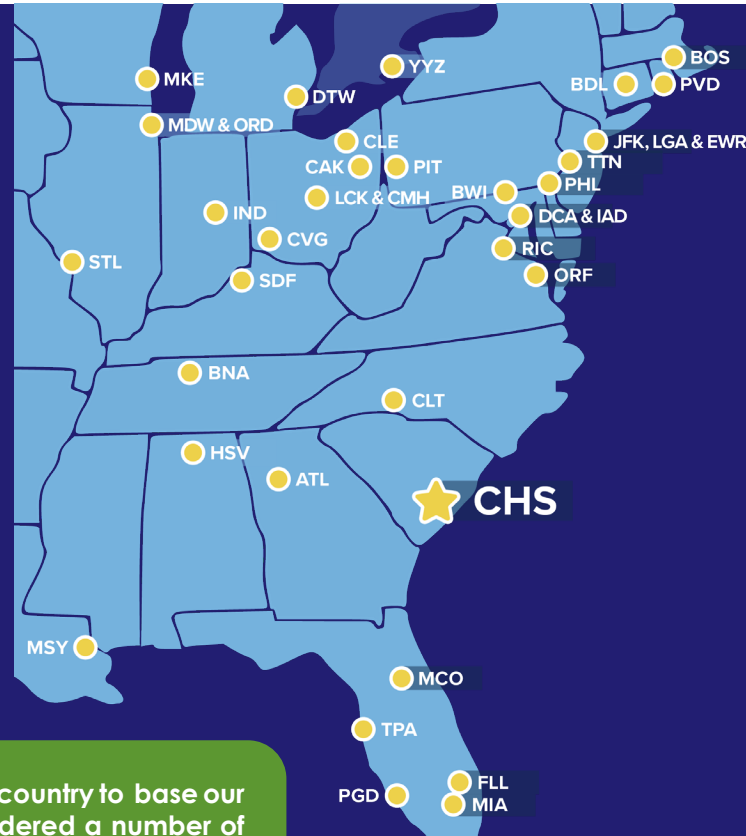 BOS
YYZ
MKE
BDL
PVD
DTW
MDW & ORD
CLE
JFK, LGA & EWR
TTN
CAK
PIT
PHL
BWI
LCK & CMH
IND
DCA & IAD
CVG
RIC
STL
SDF
ORF
BNA
CLT
HSV
ATL
CHS
MSY
MCO
TPA
FLL
PGD
MIA
country to base our
dered a number of